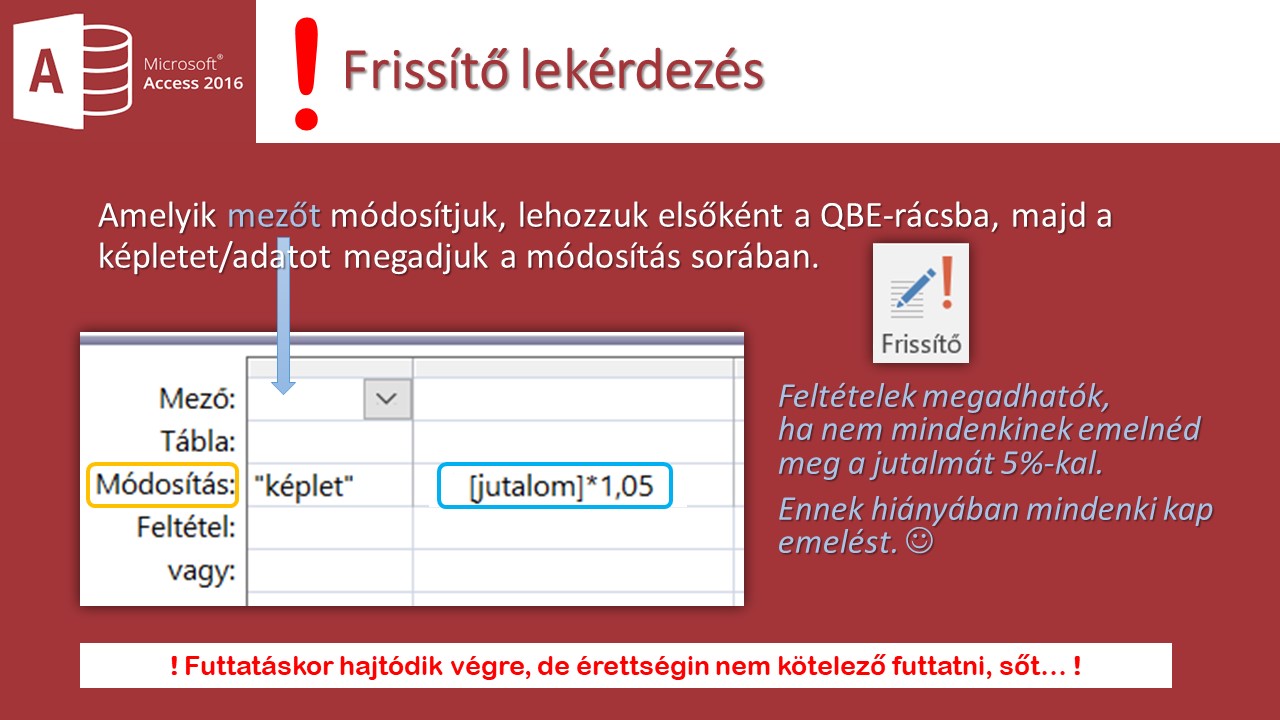 Microsoft®
Access 2016
A
! Frissítő lekérdezés
Amelyik mezőt módosítjuk, lehozzuk elsőként a QBE-rácsba, majd a
képletet/adatot megadjuk a módosítás sorában.
Frissítő
Mező:
Tábla:
Módosítás: "képlet" [jutalom]*1,05
Feltétel:
vagy:
Feltételek megadhatók,
ha nem mindenkinek emelnéd
meg a jutalmát 5%-kal.
Ennek hiányában mindenki kap
emelést. ☺
! Futtatáskor hajtódik végre, de érettségin nem kötelező futtatni, sőt… !